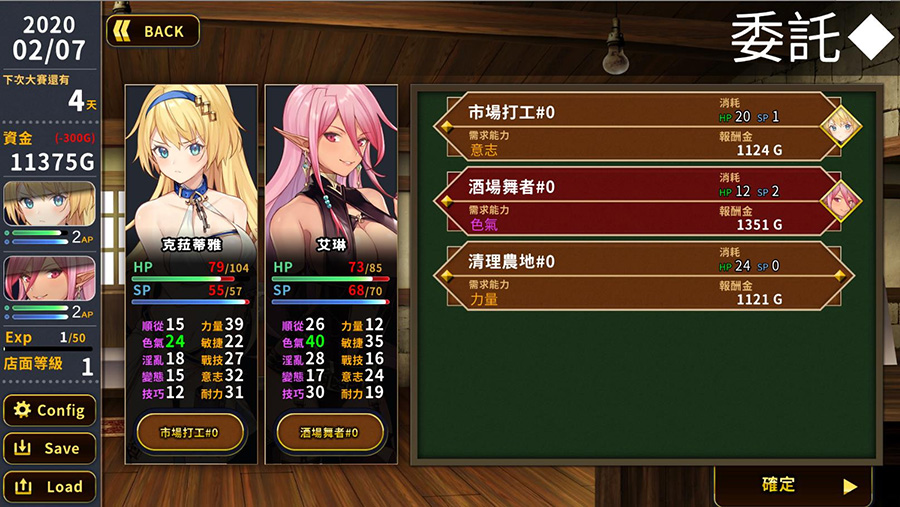 2020
02/07
下次大賽還有
4天
資金 (-300G)
11375G
2AP
2AP
Exp 1/50
店面等級 1
Config
Save
Load
BACK
委託
克菈蒂雅
HP 79/104
SP 55/57
順從15 力量39
色氣24 敏捷22
淫亂18 戰技27
變態15 意志32
技巧12 耐力31
市場打工#0
艾琳
HP 73/85
SP 68/70
順從26 力量12
色氣40 敏捷35
淫亂28 戰技16
變態17 意志24
技巧30 耐力19
酒場舞者#0
市場打工#0
消耗
HP 20 SP 1
需求能力
意志
報酬金
1124 G
酒場舞者#0
消耗
HP 12 SP 2
需求能力
色氣
報酬金
1351 G
清理農地#0
消耗
HP 24 SP 0
需求能力
力量
報酬金
1121 G
確定